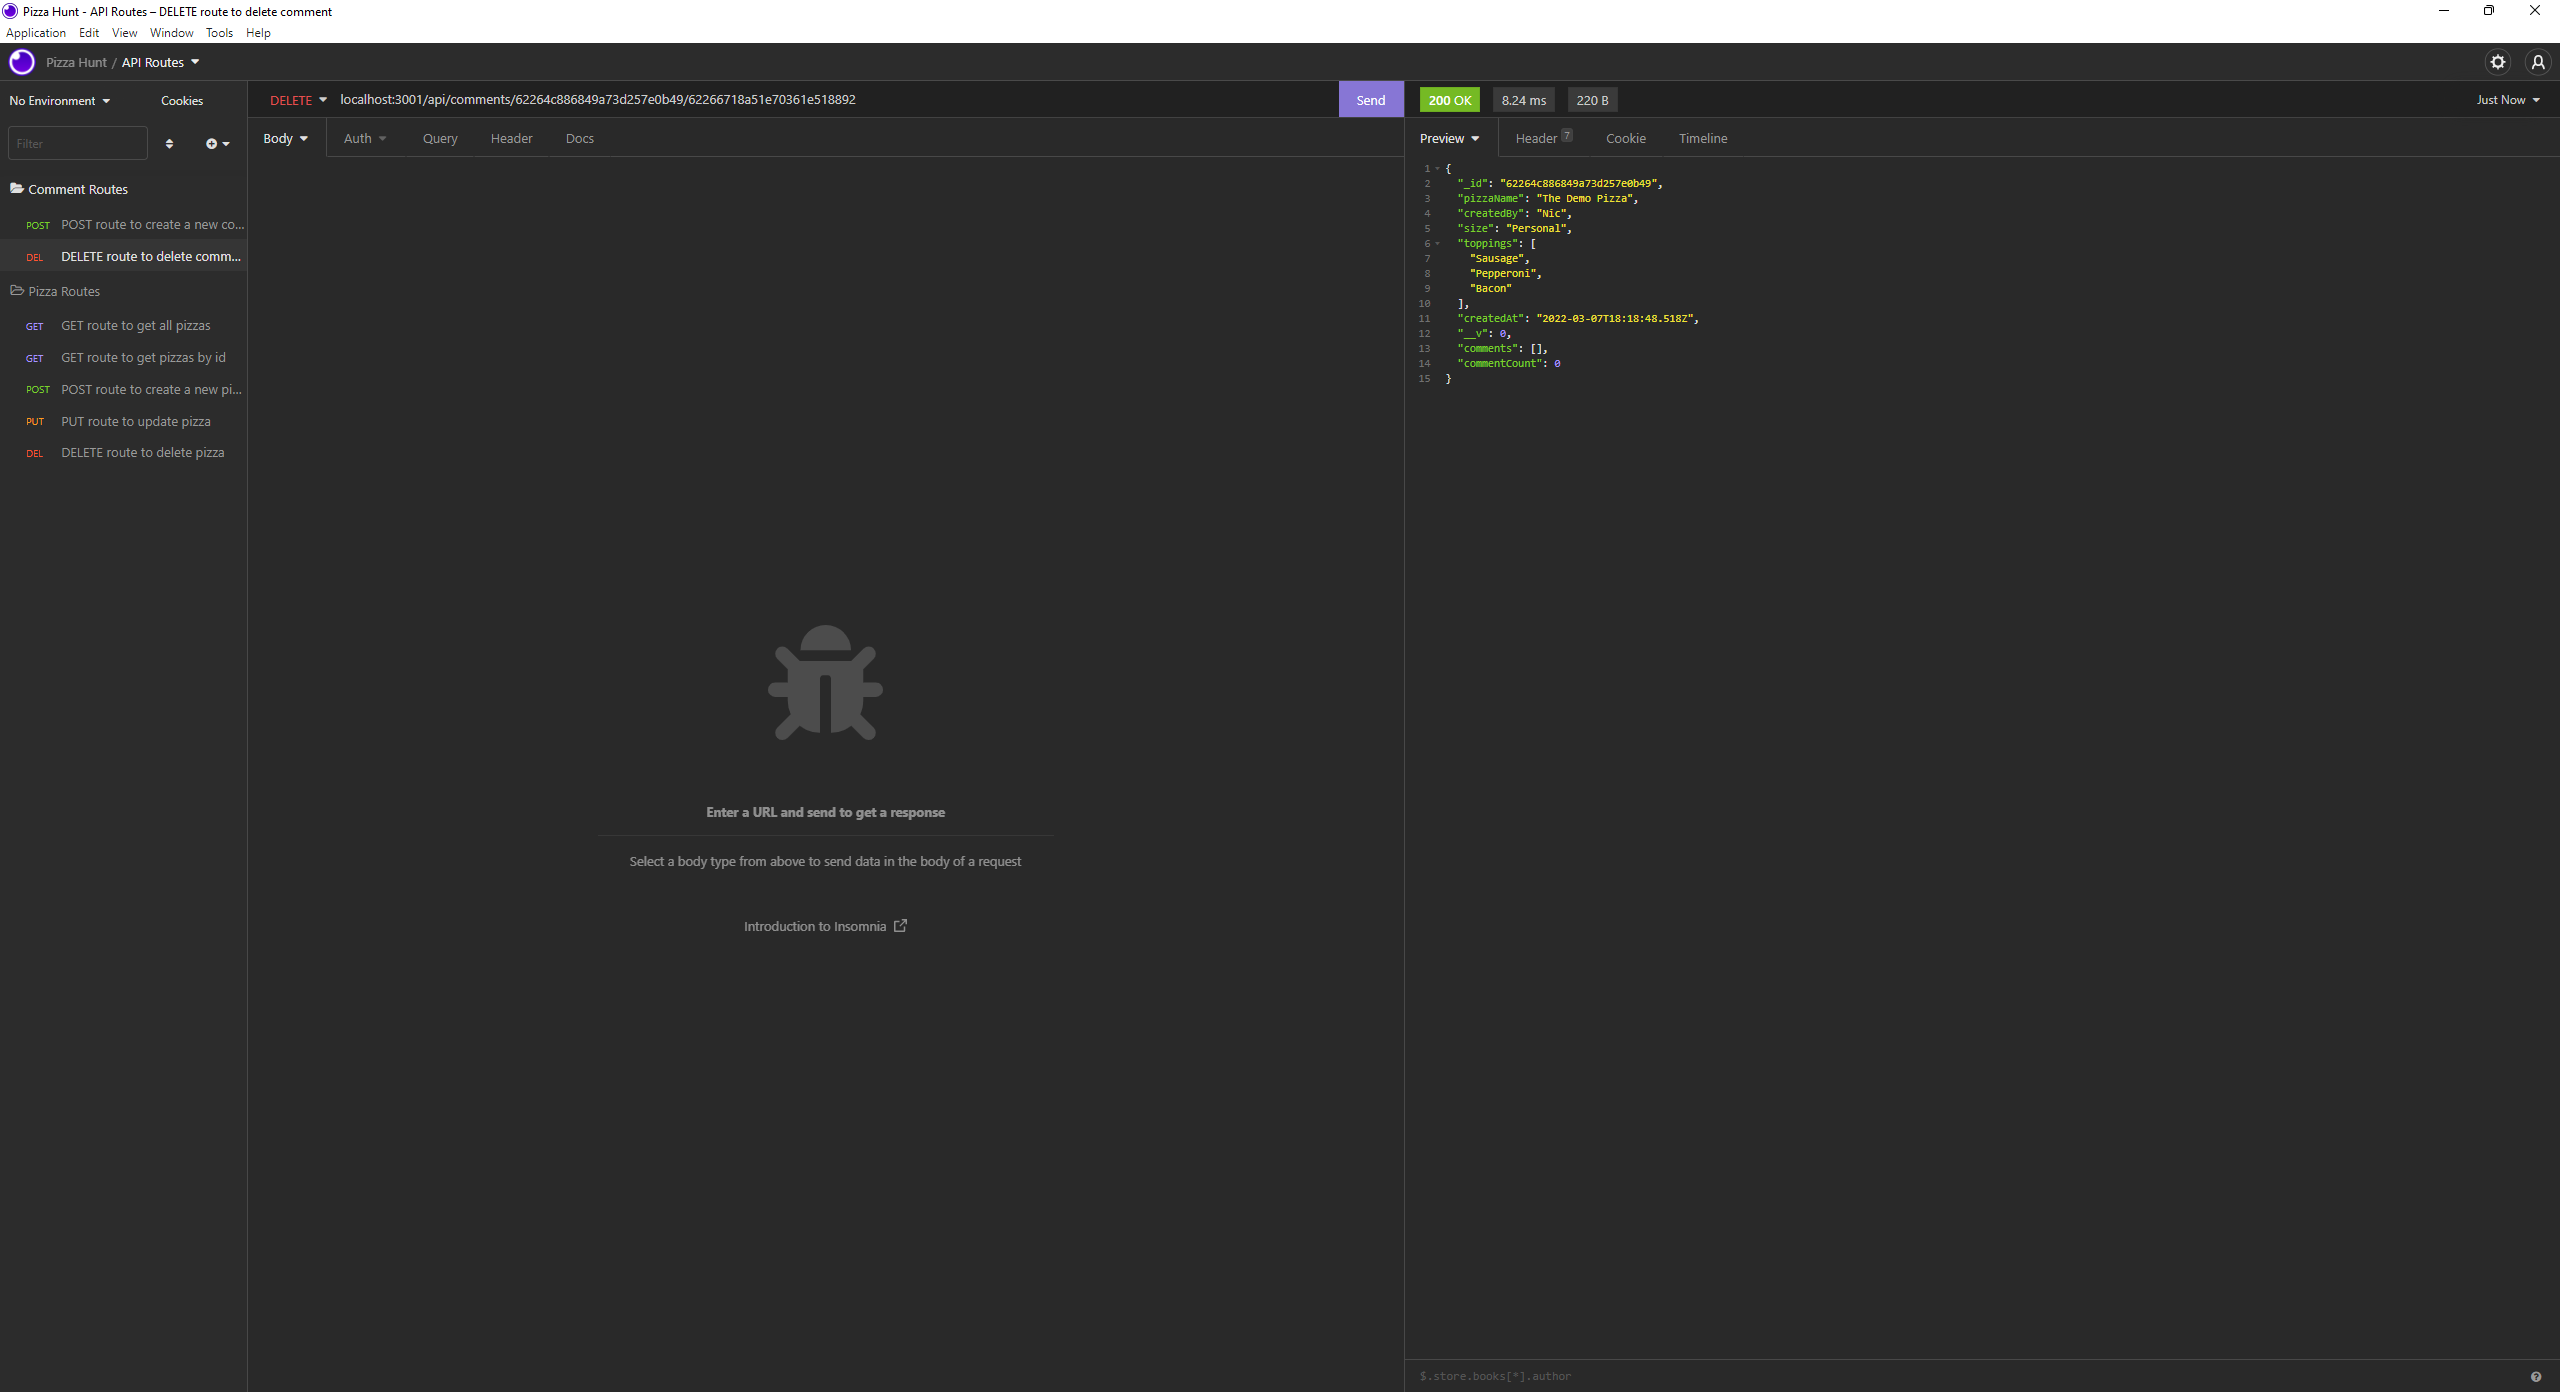 Pizza Hunt - API Routes – DELETE route to delete comment
Application Edit View Window Tools Help
Pizza Hunt / API Routes
No Environment Cookies
DELETE localhost:3001/api/comments/62264c886849a73d257e0b49/62266718a51e70361e518892 Send
200 OK 8.24 ms 220 B Just Now
Filter
Body Auth Query Header Docs
Preview Header 7 Cookie Timeline
Comment Routes
POST POST route to create a new co...
DEL DELETE route to delete comm...
Pizza Routes
GET GET route to get all pizzas
GET GET route to get pizzas by id
POST POST route to create a new pi...
PUT PUT route to update pizza
DEL DELETE route to delete pizza
Enter a URL and send to get a response
Select a body type from above to send data in the body of a request
Introduction to Insomnia
1 {
2 "_id": "62264c886849a73d257e0b49",
3 "pizzaName": "The Demo Pizza",
4 "createdBy": "Nic",
5 "size": "Personal",
6 "toppings": [
7 "Sausage",
8 "Pepperoni",
9 "Bacon"
10 ],
11 "createdAt": "2022-03-07T18:18:48.518Z",
12 "__v": 0,
13 "comments": [],
14 "commentCount": 0
15 }
$.store.books[*].author